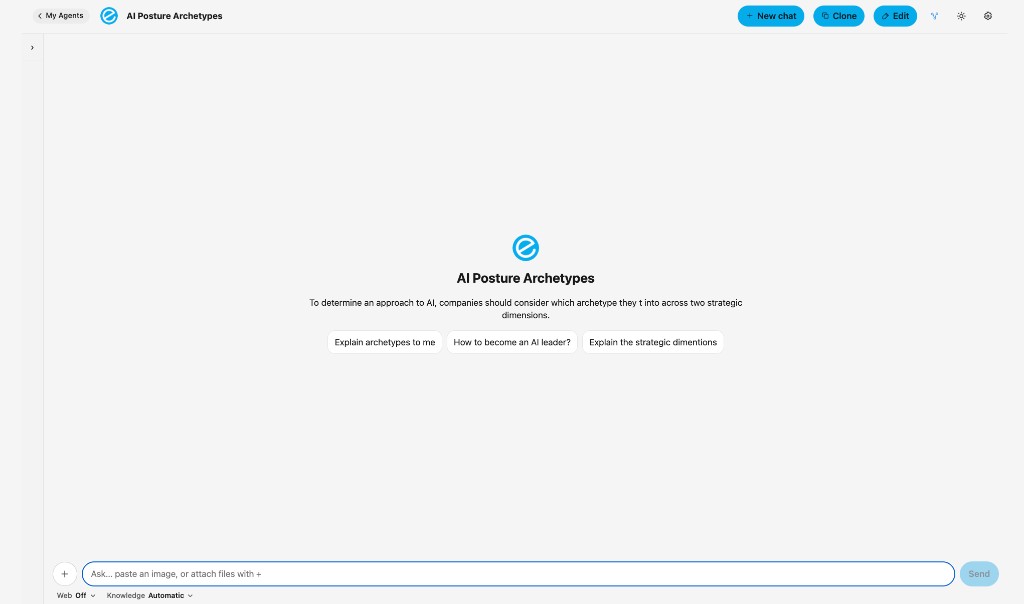 My Agents
AI Posture Archetypes
New chat
Clone
Edit
AI Posture Archetypes
To determine an approach to AI, companies should consider which archetype they t into across two strategic
dimensions.
Explain archetypes to me
How to become an AI leader?
Explain the strategic dimentions
Ask... paste an image, or attach files with +
Send
Web Off
Knowledge Automatic